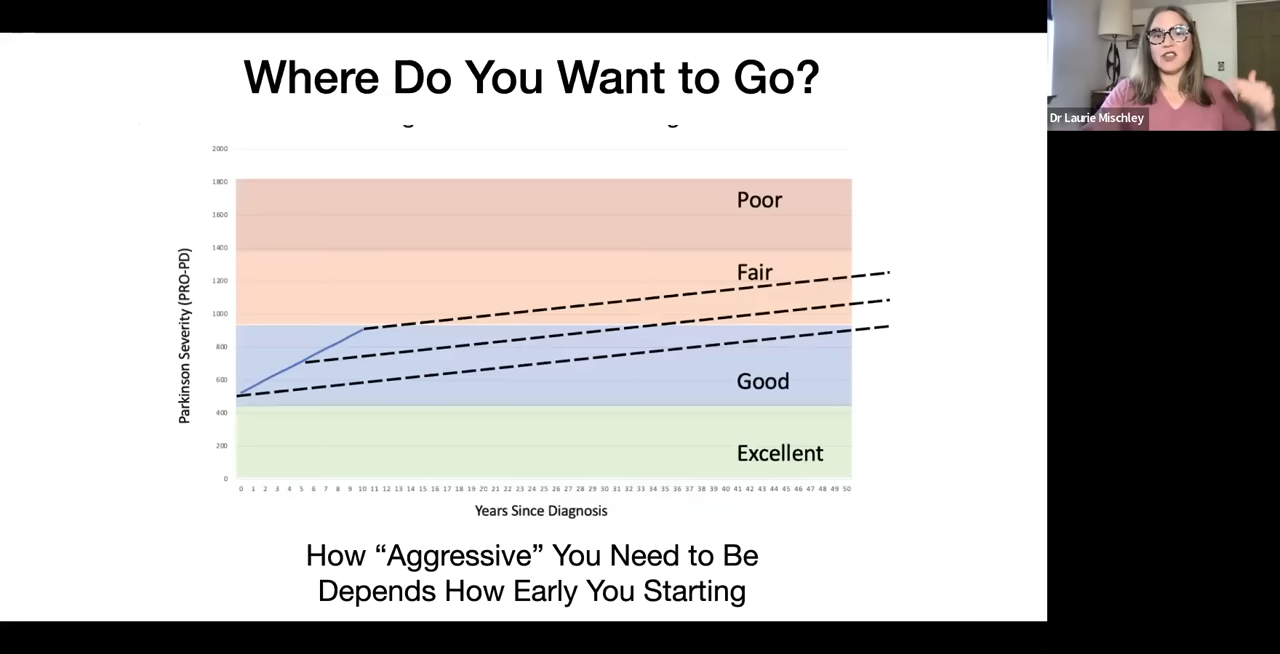 Where Do You Want to Go?
Dr Laurie Mischley
2000
1800
1600
1400
1200
1000
800
600
400
200
0
Parkinson Severity (PRO-PD)
Poor
Fair
Good
Excellent
0 1 2 3 4 5 6 7 8 9 10 11 12 13 14 15 16 17 18 19 20 21 22 23 24 25 26 27 28 29 30 31 32 33 34 35 36 37 38 39 40 41 42 43 44 45 46 47 48 49 50
Years Since Diagnosis
How “Aggressive” You Need to Be
Depends How Early You Starting